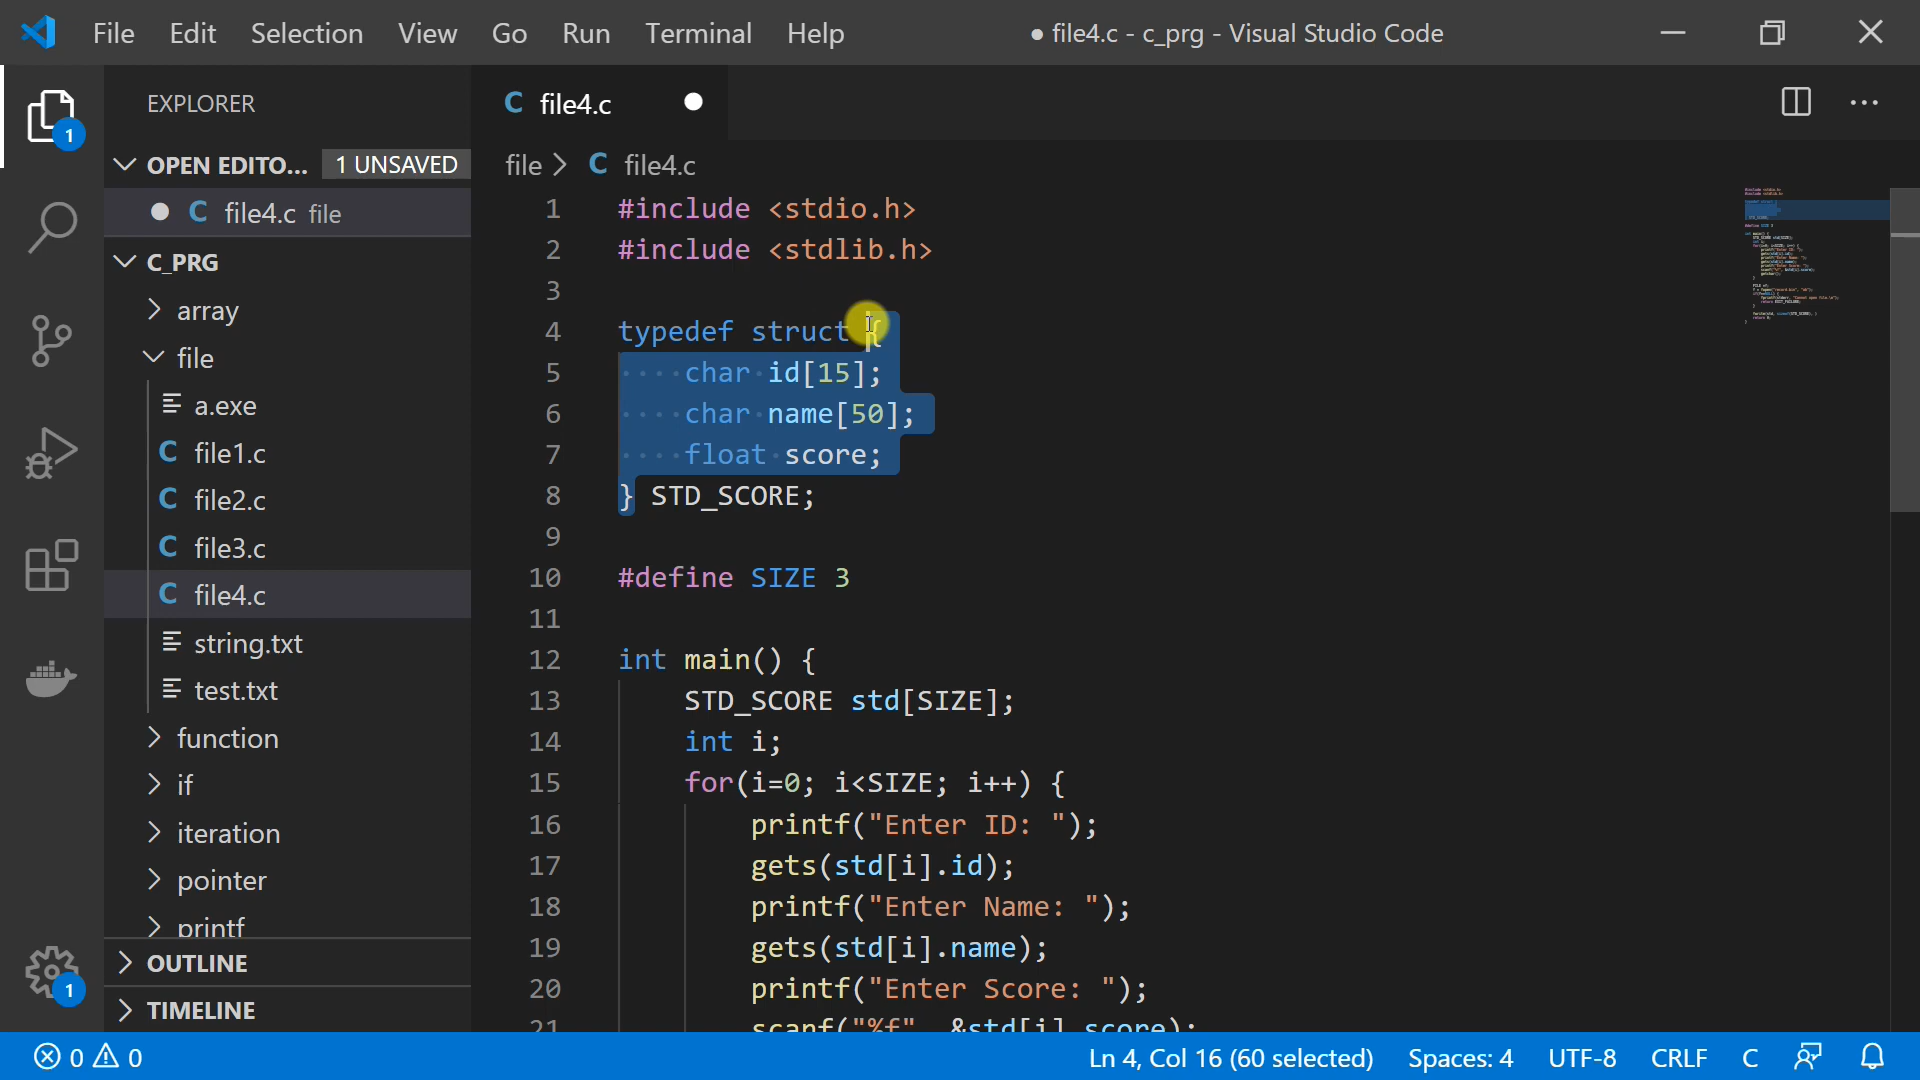 File Edit Selection View Go Run Terminal Help
● file4.c - c_prg - Visual Studio Code
EXPLORER
OPEN EDITO... 1 UNSAVED
file4.c file
C_PRG
array
file
a.exe
file1.c
file2.c
file3.c
file4.c
string.txt
test.txt
function
if
iteration
pointer
printf
OUTLINE
TIMELINE
1
1
C file4.c
file > C file4.c
1 #include <stdio.h>
2 #include <stdlib.h>
3
4 typedef struct {
5 char id[15];
6 char name[50];
7 float score;
8 } STD_SCORE;
9
10 #define SIZE 3
11
12 int main() {
13 STD_SCORE std[SIZE];
14 int i;
15 for(i=0; i<SIZE; i++) {
16 printf("Enter ID: ");
17 gets(std[i].id);
18 printf("Enter Name: ");
19 gets(std[i].name);
20 printf("Enter Score: ");
21 scanf("%f", &std[i].score);
0 0 Ln 4, Col 16 (60 selected) Spaces: 4 UTF-8 CRLF C